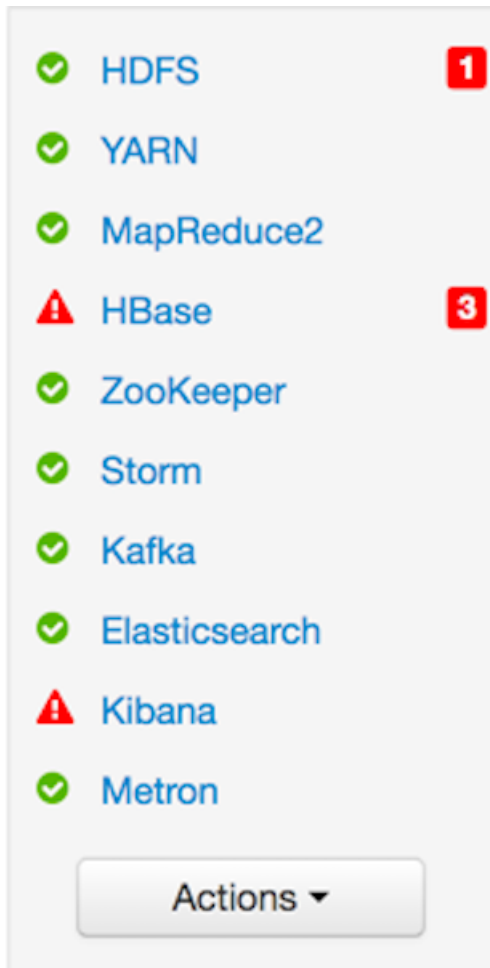 HDFS 1
YARN
MapReduce2
HBase 3
ZooKeeper
Storm
Kafka
Elasticsearch
Kibana
Metron
Actions